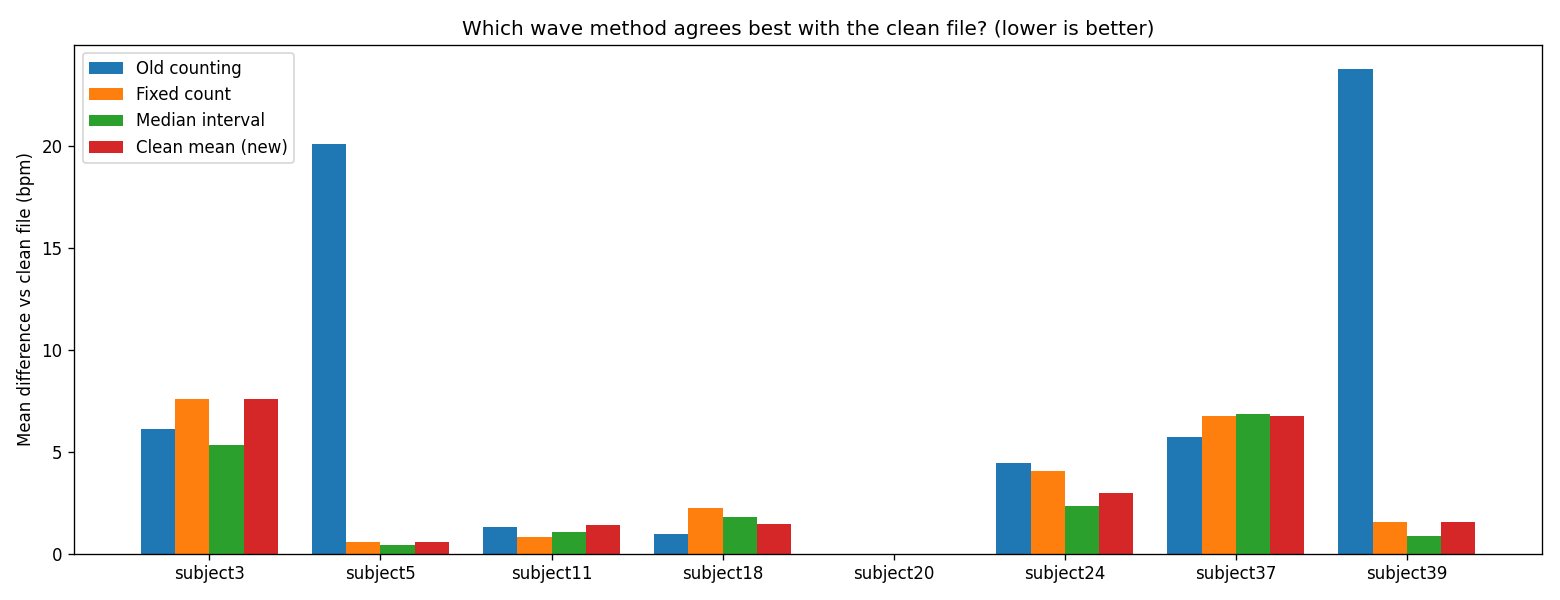 Which wave method agrees best with the clean file? (lower is better)
Old counting
Fixed count
Median interval
Clean mean (new)
Mean difference vs clean file (bpm)
20
15
10
5
0
subject3 subject5 subject11 subject18 subject20 subject24 subject37 subject39